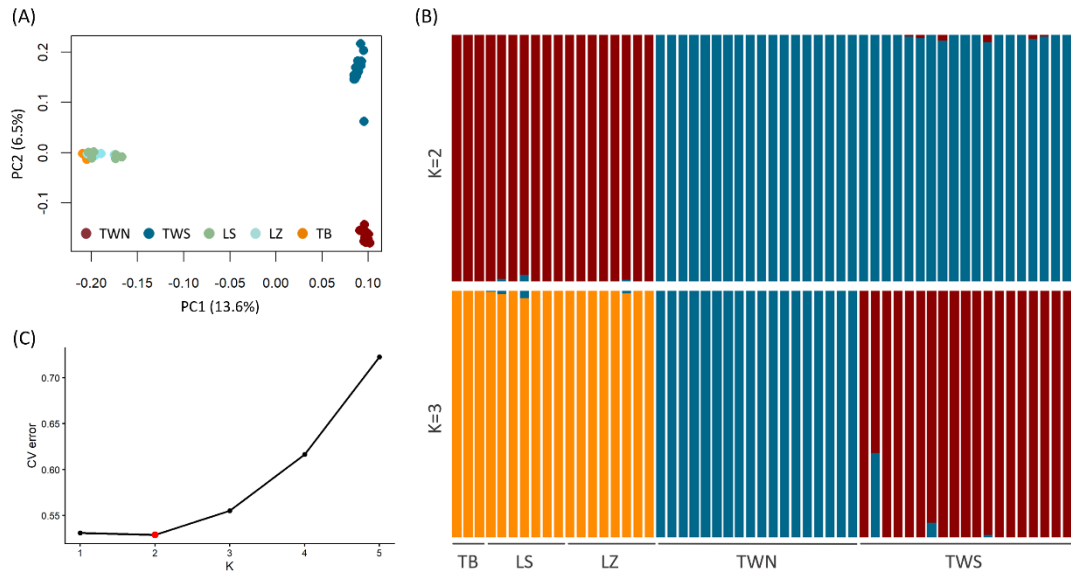 (A)
0.2
0.1
0.0
-0.1
PC2 (6.5%)
TWN TWS LS LZ TB
-0.20 -0.15 -0.10 -0.05 0.00 0.05 0.10
PC1 (13.6%)
(B)
K=2
K=3
TB LS LZ TWN TWS
(C)
0.70
0.65
0.60
0.55
CV error
1 2 3 4 5
K